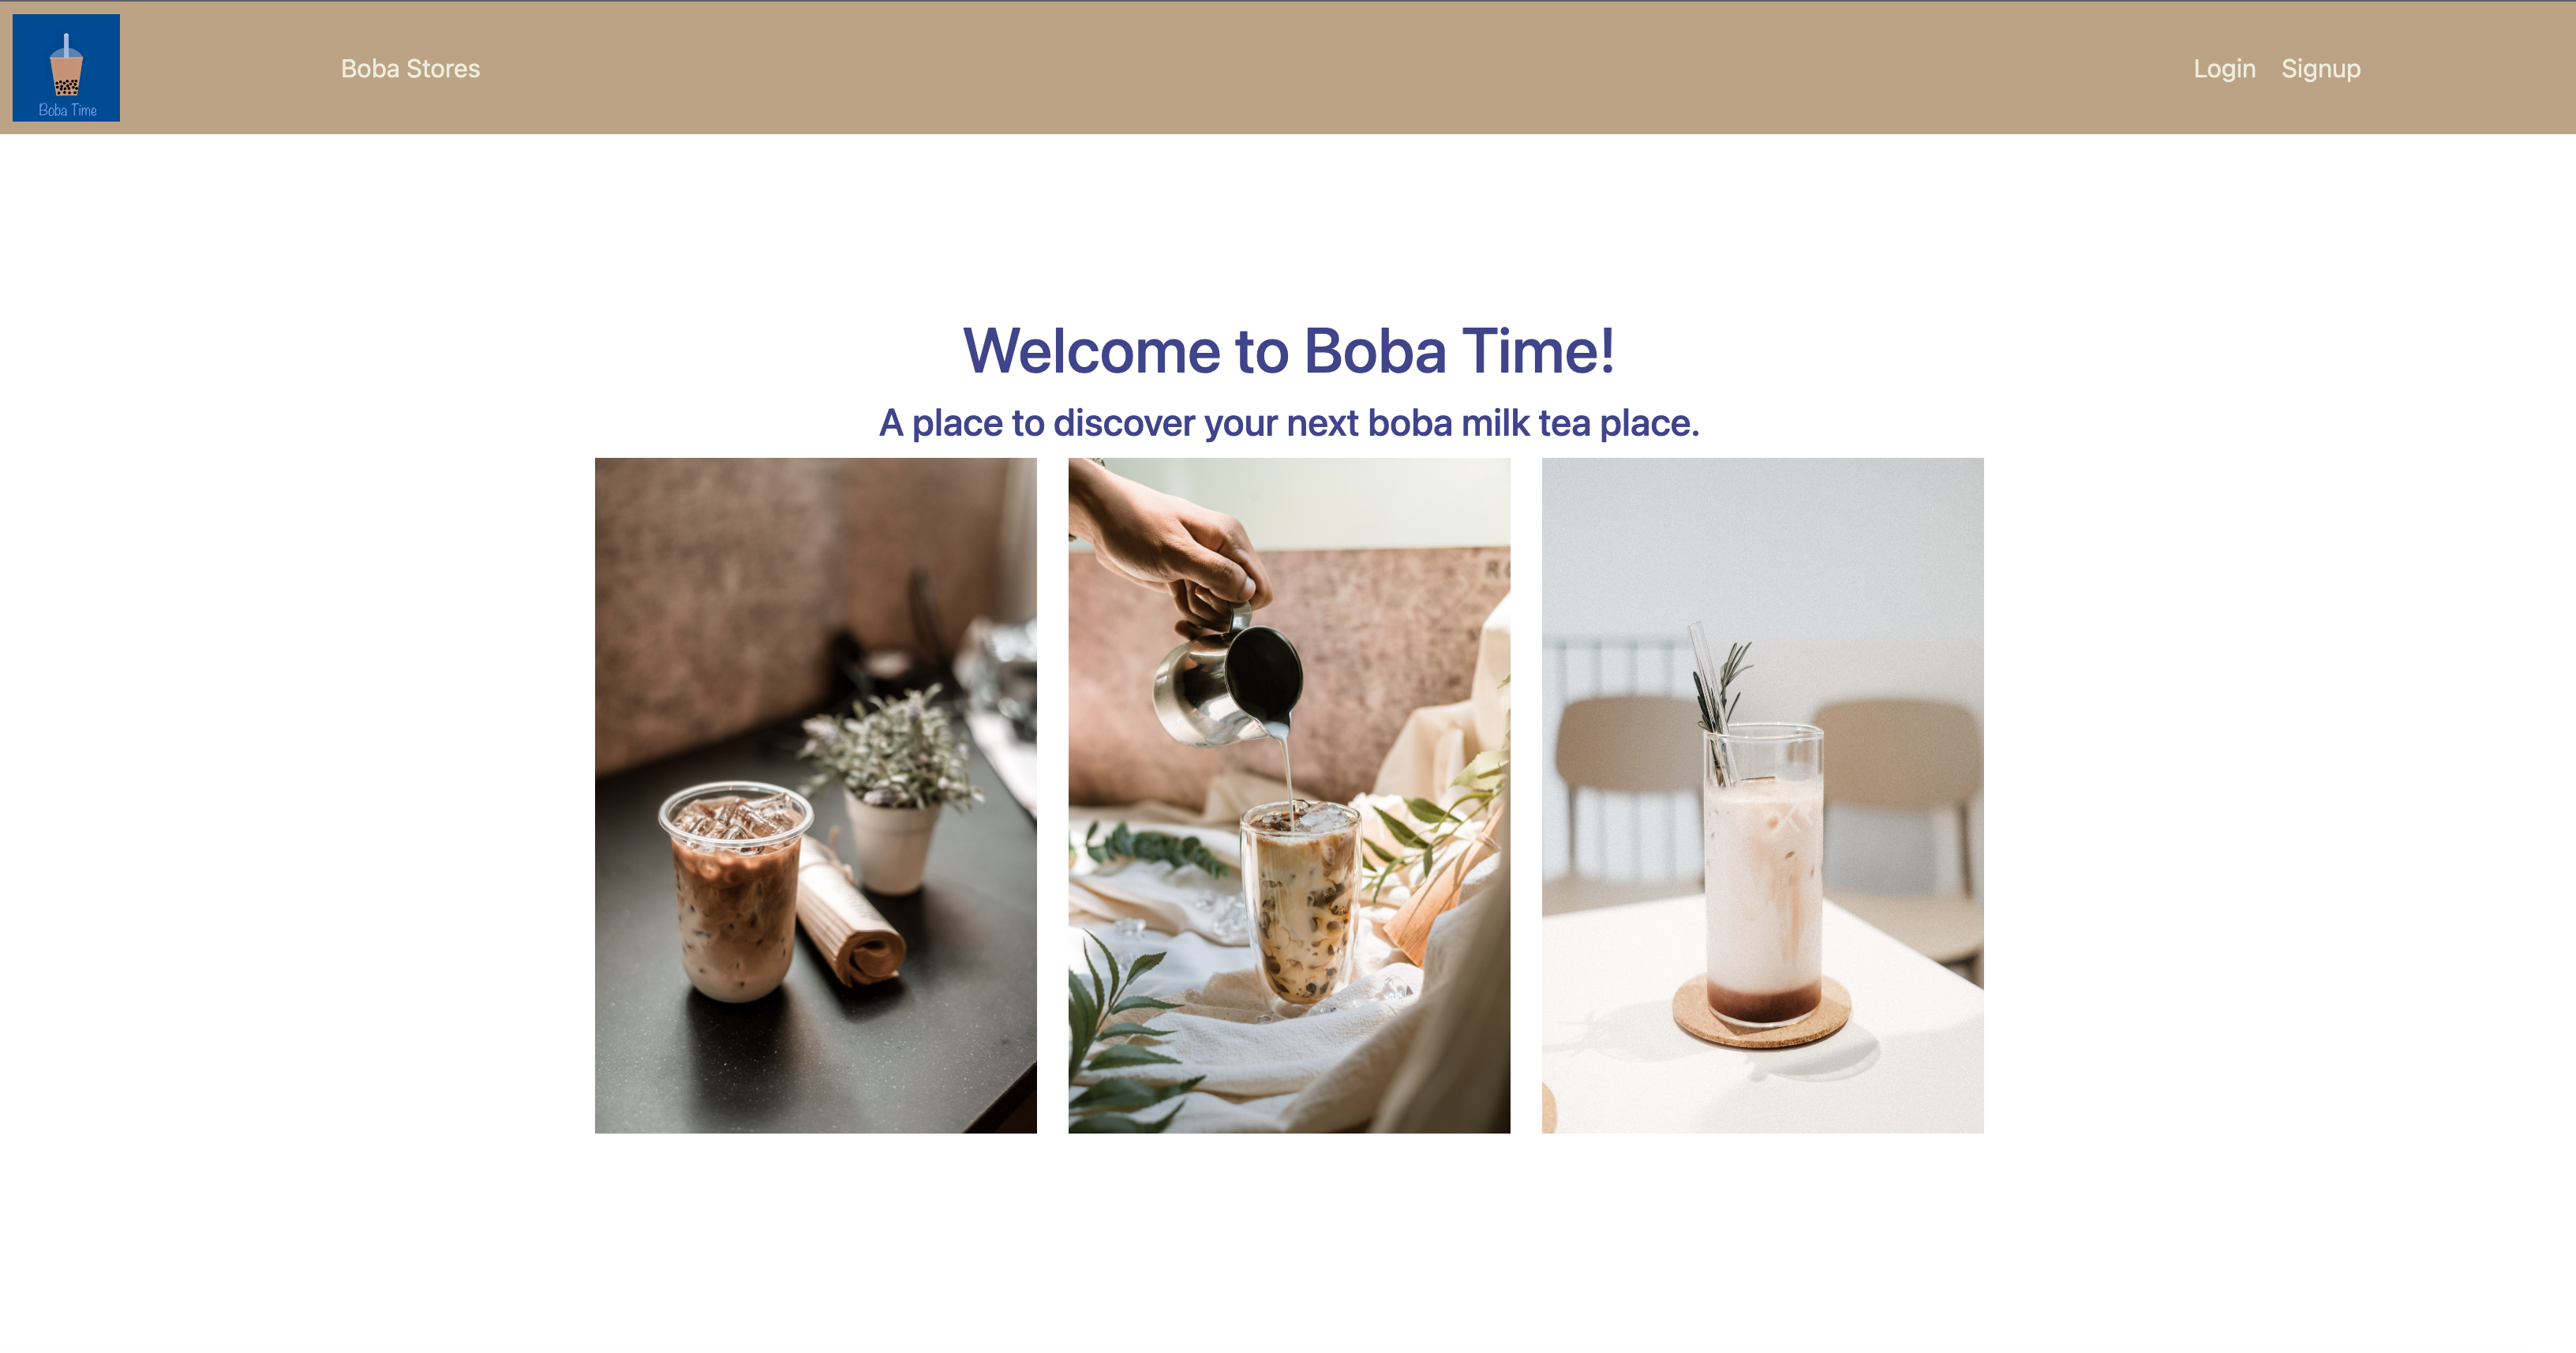 Boba Time
Boba Stores
Login
Signup
Welcome to Boba Time!
A place to discover your next boba milk tea place.